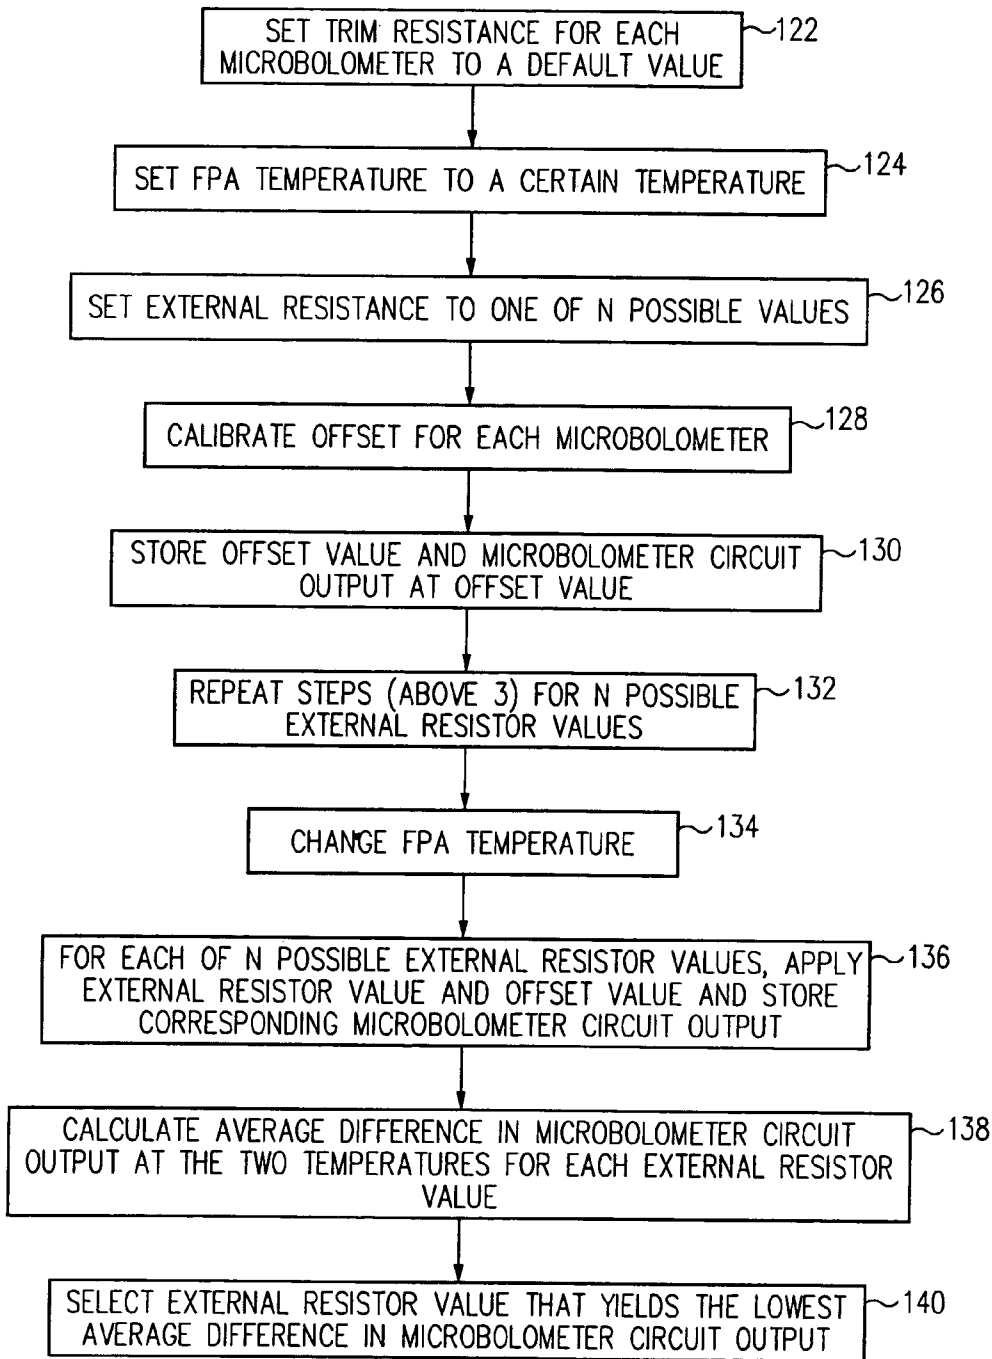 SET TRIM RESISTANCE FOR EACH
MICROBOLOMETER TO A DEFAULT VALUE
122
SET FPA TEMPERATURE TO A CERTAIN TEMPERATURE
124
SET EXTERNAL RESISTANCE TO ONE OF N POSSIBLE VALUES
126
CALIBRATE OFFSET FOR EACH MICROBOLOMETER
128
STORE OFFSET VALUE AND MICROBOLOMETER CIRCUIT
OUTPUT AT OFFSET VALUE
130
REPEAT STEPS (ABOVE 3) FOR N POSSIBLE
EXTERNAL RESISTOR VALUES
132
CHANGE FPA TEMPERATURE
134
FOR EACH OF N POSSIBLE EXTERNAL RESISTOR VALUES, APPLY
EXTERNAL RESISTOR VALUE AND OFFSET VALUE AND STORE
CORRESPONDING MICROBOLOMETER CIRCUIT OUTPUT
136
CALCULATE AVERAGE DIFFERENCE IN MICROBOLOMETER CIRCUIT
OUTPUT AT THE TWO TEMPERATURES FOR EACH EXTERNAL RESISTOR
VALUE
138
SELECT EXTERNAL RESISTOR VALUE THAT YIELDS THE LOWEST
AVERAGE DIFFERENCE IN MICROBOLOMETER CIRCUIT OUTPUT
140